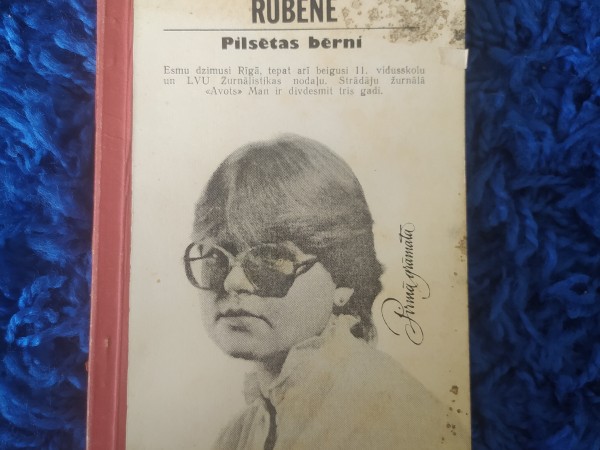 RUBENE
Pilsētas bērni
Esmu dzimusi Rīgā, tepat arī beigusi 11. vidusskolu
un LVU Žurnālistikas nodaļu. Strādāju žurnālā
«Avots» Man ir divdesmit trīs gadi.
Pirmā grāmata